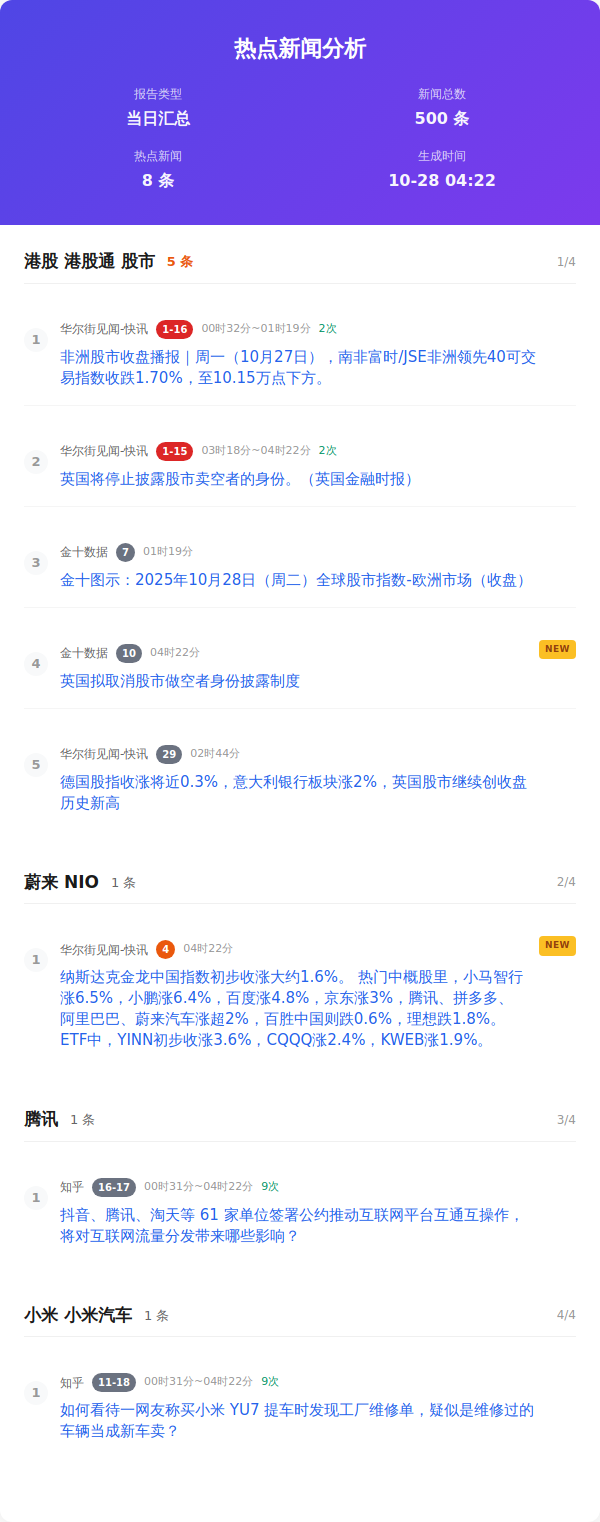 热点新闻分析
报告类型
当日汇总
新闻总数
500 条
热点新闻
8 条
生成时间
10-28 04:22
港股 港股通 股市 5 条 1/4
1
华尔街见闻-快讯 1-16 00时32分~01时19分 2次
非洲股市收盘播报｜周一（10月27日），南非富时/JSE非洲领先40可交
易指数收跌1.70%，至10.15万点下方。
2
华尔街见闻-快讯 1-15 03时18分~04时22分 2次
英国将停止披露股市卖空者的身份。（英国金融时报）
3
金十数据 7 01时19分
金十图示：2025年10月28日（周二）全球股市指数-欧洲市场（收盘）
4
金十数据 10 04时22分 NEW
英国拟取消股市做空者身份披露制度
5
华尔街见闻-快讯 29 02时44分
德国股指收涨将近0.3%，意大利银行板块涨2%，英国股市继续创收盘
历史新高
蔚来 NIO 1 条 2/4
1
华尔街见闻-快讯 4 04时22分 NEW
纳斯达克金龙中国指数初步收涨大约1.6%。 热门中概股里，小马智行
涨6.5%，小鹏涨6.4%，百度涨4.8%，京东涨3%，腾讯、拼多多、
阿里巴巴、蔚来汽车涨超2%，百胜中国则跌0.6%，理想跌1.8%。
ETF中，YINN初步收涨3.6%，CQQQ涨2.4%，KWEB涨1.9%。
腾讯 1 条 3/4
1
知乎 16-17 00时31分~04时22分 9次
抖音、腾讯、淘天等 61 家单位签署公约推动互联网平台互通互操作，
将对互联网流量分发带来哪些影响？
小米 小米汽车 1 条 4/4
1
知乎 11-18 00时31分~04时22分 9次
如何看待一网友称买小米 YU7 提车时发现工厂维修单，疑似是维修过的
车辆当成新车卖？